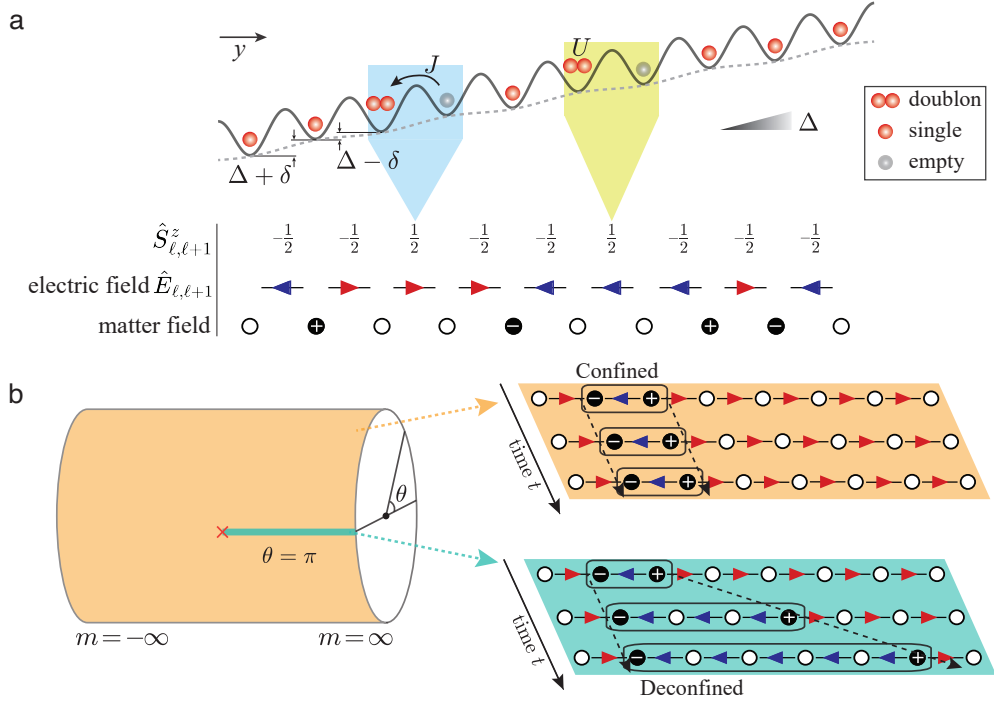 a
y
J
U
Δ + δ
Δ − δ
Δ
doublon
single
empty
Ŝ^z_{ℓ,ℓ+1} −1/2 −1/2 1/2 −1/2 −1/2 1/2 −1/2 −1/2 −1/2
electric field Ê_{ℓ,ℓ+1}
matter field + − + −
b
θ
θ = π
m = −∞ m = ∞
Confined
time t
− +
− +
− +
time t
− +
− +
− +
Deconfined